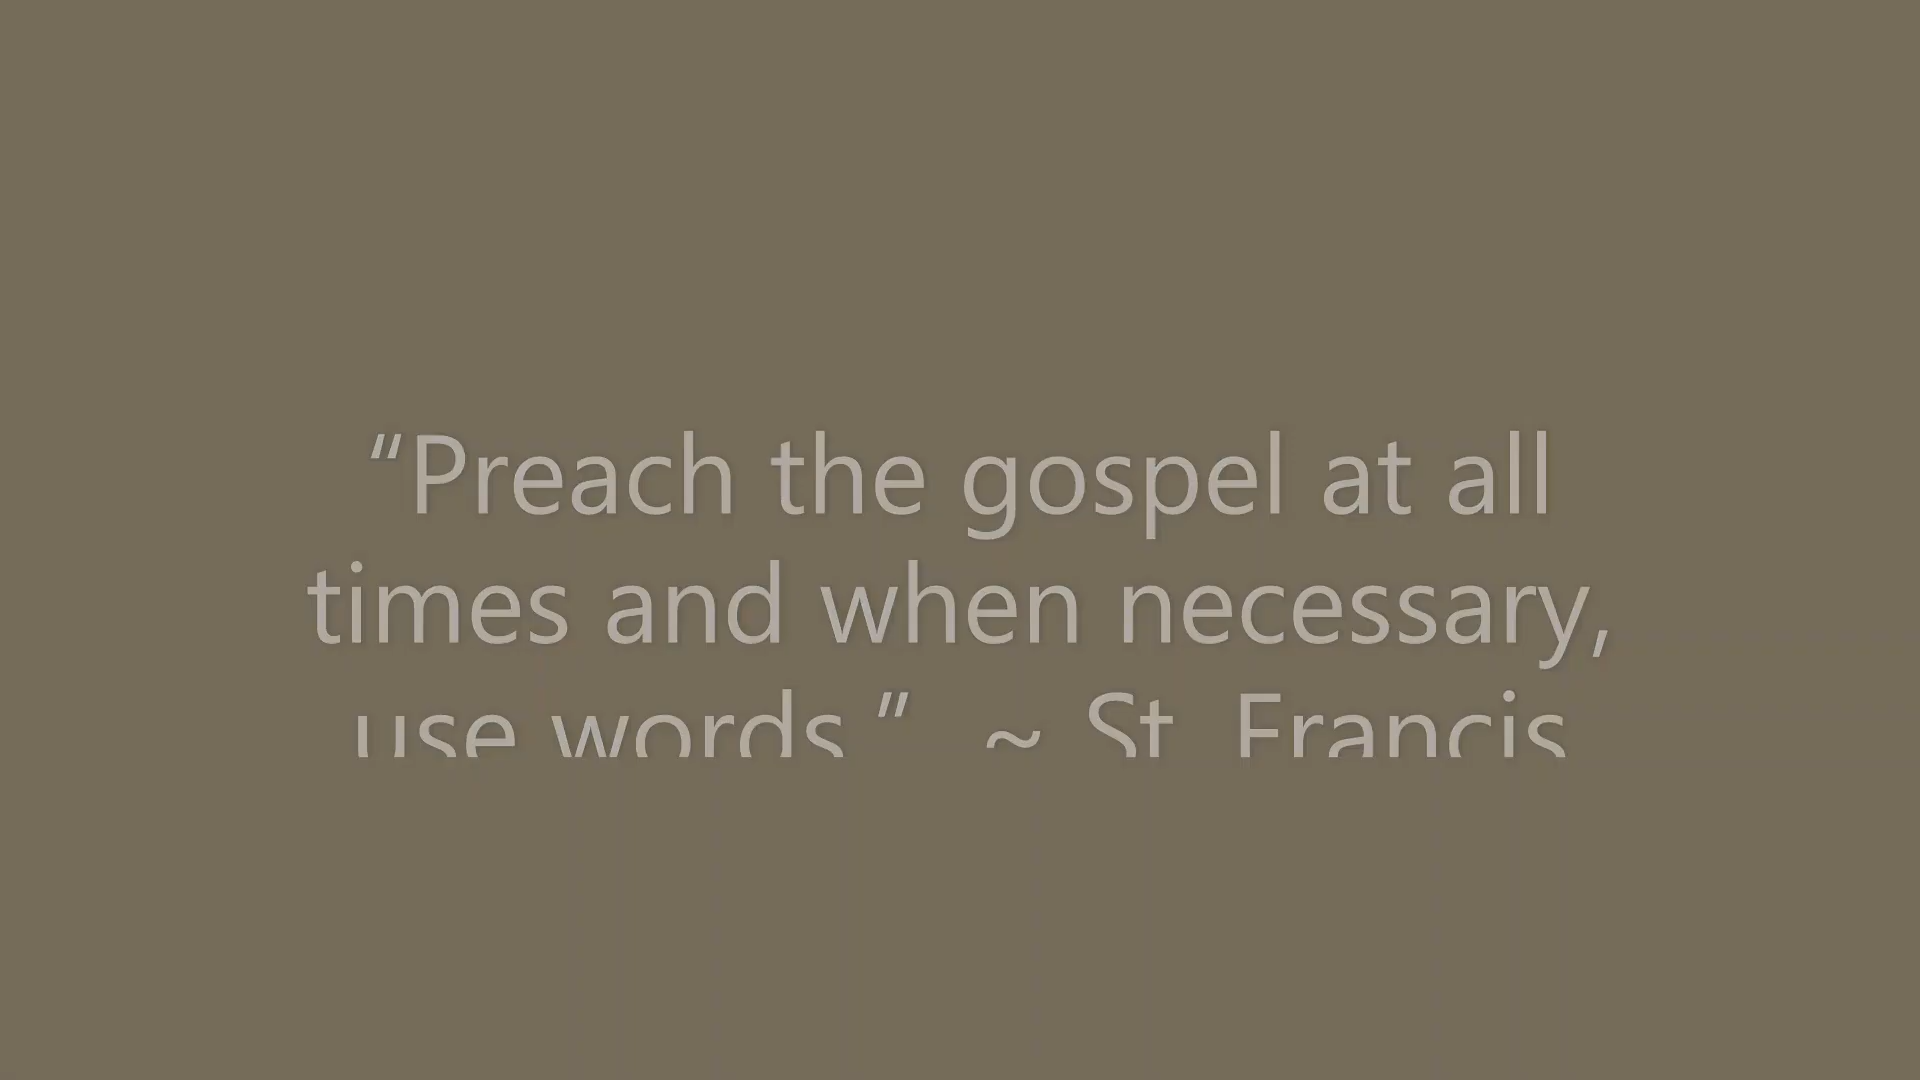 “Preach the gospel at all
times and when necessary,
use words.” ~ St. Francis